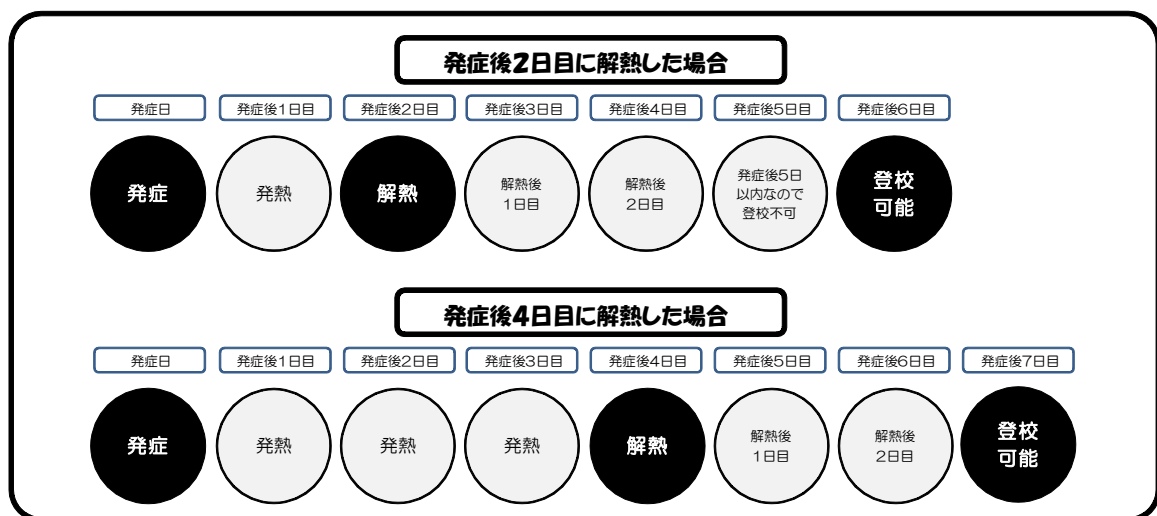 発症後2日目に解熱した場合
発症日 発症後1日目 発症後2日目 発症後3日目 発症後4日目 発症後5日目 発症後6日目
発症 発熱 解熱 解熱後 1日目 解熱後 2日目 発症後5日 以内なので 登校不可 登校 可能
発症後4日目に解熱した場合
発症日 発症後1日目 発症後2日目 発症後3日目 発症後4日目 発症後5日目 発症後6日目 発症後7日目
発症 発熱 発熱 発熱 解熱 解熱後 1日目 解熱後 2日目 登校 可能